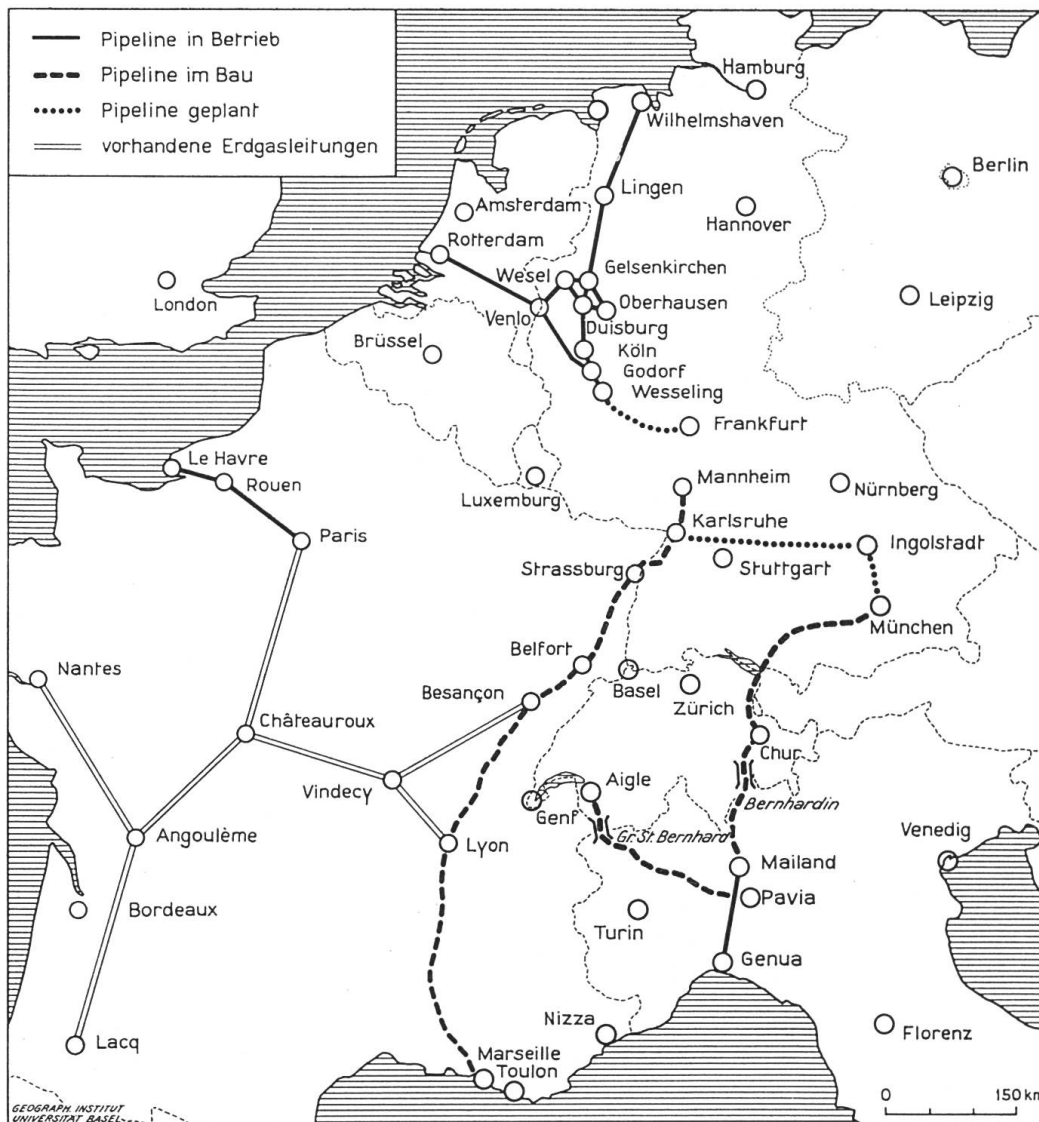 Pipeline in Betrieb
Pipeline im Bau
Pipeline geplant
vorhandene Erdgasleitungen
Hamburg
Wilhelmshaven
Berlin
Lingen
Amsterdam
Hannover
Rotterdam
Wesel
Gelsenkirchen
London
Oberhausen
Leipzig
Venlo
Duisburg
Brüssel
Köln
Godorf
Wesseling
Frankfurt
Le Havre
Rouen
Luxemburg
Mannheim
Nürnberg
Karlsruhe
Paris
Ingolstadt
Strassburg
Stuttgart
München
Belfort
Nantes
Besançon
Basel
Zürich
Châteauroux
Chur
Vindecy
Aigle
Genf
Bernhardin
Gr. St. Bernhard
Angoulème
Lyon
Venedig
Mailand
Pavia
Bordeaux
Turin
Genua
Nizza
Florenz
Lacq
Marseille
Toulon
0 150 km
GEOGRAPH. INSTITUT
UNIVERSITÄT BASEL